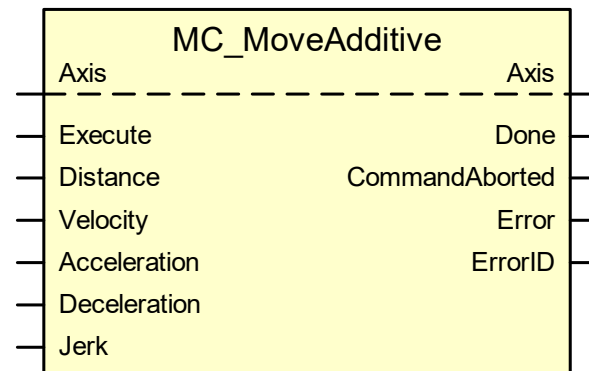 MC_MoveAdditive
Axis Axis
Execute Done
Distance CommandAborted
Velocity Error
Acceleration ErrorID
Deceleration
Jerk